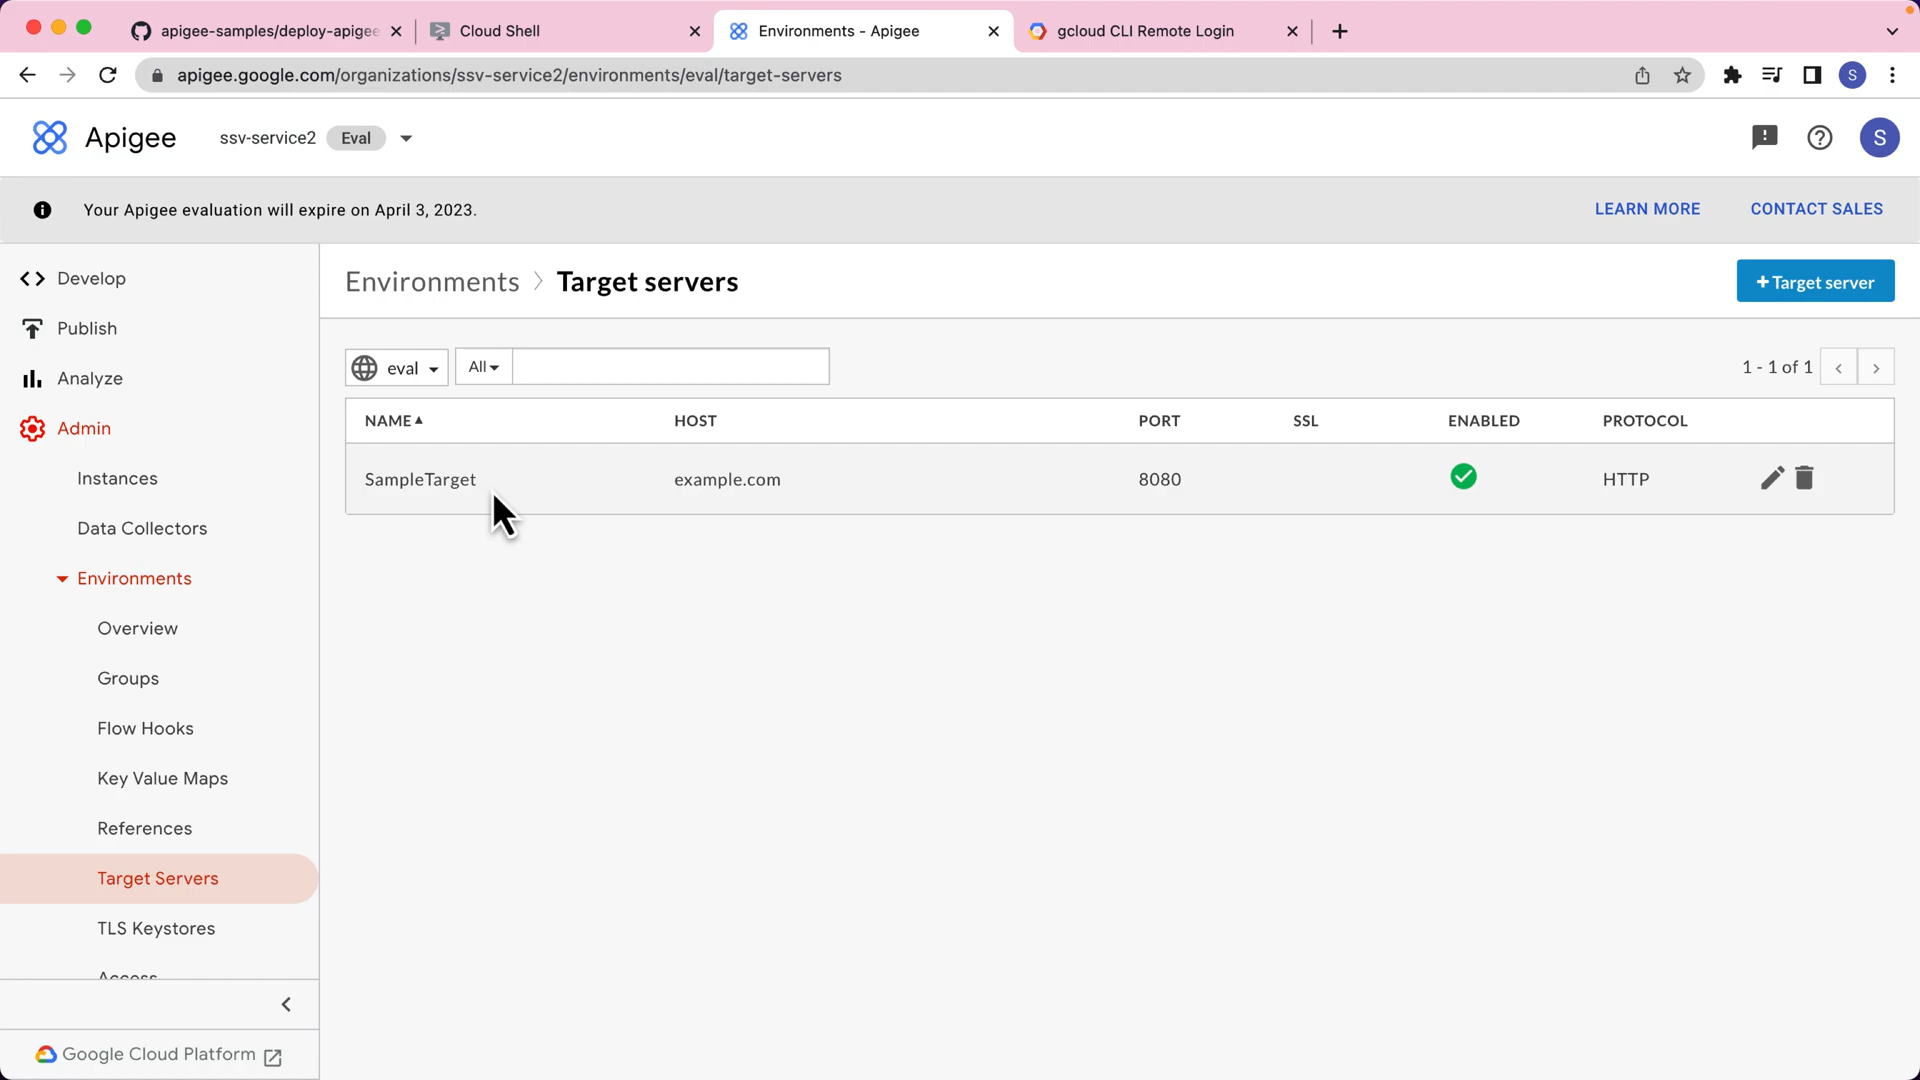 apigee-samples/deploy-apigee
Cloud Shell
Environments - Apigee
gcloud CLI Remote Login
apigee.google.com/organizations/ssv-service2/environments/eval/target-servers
S
Apigee
ssv-service2
Eval
S
Your Apigee evaluation will expire on April 3, 2023.
LEARN MORE
CONTACT SALES
Develop
Publish
Analyze
Admin
Instances
Data Collectors
Environments
Overview
Groups
Flow Hooks
Key Value Maps
References
Target Servers
TLS Keystores
Access
Google Cloud Platform
Environments > Target servers
+ Target server
eval
All
1 - 1 of 1
NAME HOST PORT SSL ENABLED PROTOCOL
SampleTarget example.com 8080 HTTP